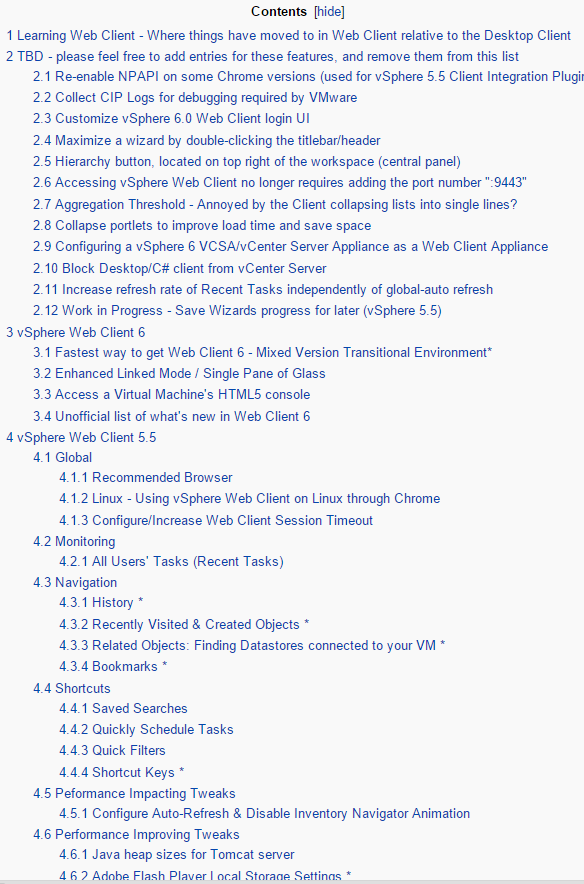 Contents [hide]
1 Learning Web Client - Where things have moved to in Web Client relative to the Desktop Client
2 TBD - please feel free to add entries for these features, and remove them from this list
2.1 Re-enable NPAPI on some Chrome versions (used for vSphere 5.5 Client Integration Plugin
2.2 Collect CIP Logs for debugging required by VMware
2.3 Customize vSphere 6.0 Web Client login UI
2.4 Maximize a wizard by double-clicking the titlebar/header
2.5 Hierarchy button, located on top right of the workspace (central panel)
2.6 Accessing vSphere Web Client no longer requires adding the port number ":9443"
2.7 Aggregation Threshold - Annoyed by the Client collapsing lists into single lines?
2.8 Collapse portlets to improve load time and save space
2.9 Configuring a vSphere 6 VCSA/vCenter Server Appliance as a Web Client Appliance
2.10 Block Desktop/C# client from vCenter Server
2.11 Increase refresh rate of Recent Tasks independently of global-auto refresh
2.12 Work in Progress - Save Wizards progress for later (vSphere 5.5)
3 vSphere Web Client 6
3.1 Fastest way to get Web Client 6 - Mixed Version Transitional Environment*
3.2 Enhanced Linked Mode / Single Pane of Glass
3.3 Access a Virtual Machine's HTML5 console
3.4 Unofficial list of what's new in Web Client 6
4 vSphere Web Client 5.5
4.1 Global
4.1.1 Recommended Browser
4.1.2 Linux - Using vSphere Web Client on Linux through Chrome
4.1.3 Configure/Increase Web Client Session Timeout
4.2 Monitoring
4.2.1 All Users' Tasks (Recent Tasks)
4.3 Navigation
4.3.1 History *
4.3.2 Recently Visited & Created Objects *
4.3.3 Related Objects: Finding Datastores connected to your VM *
4.3.4 Bookmarks *
4.4 Shortcuts
4.4.1 Saved Searches
4.4.2 Quickly Schedule Tasks
4.4.3 Quick Filters
4.4.4 Shortcut Keys *
4.5 Peformance Impacting Tweaks
4.5.1 Configure Auto-Refresh & Disable Inventory Navigator Animation
4.6 Performance Improving Tweaks
4.6.1 Java heap sizes for Tomcat server
4.6.2 Adobe Flash Player Local Storage Settings *